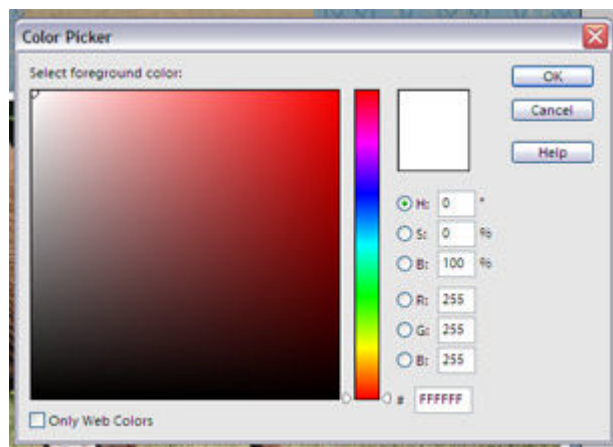 Color Picker
Select foreground color:
OK
Cancel
Help
H: 0 °
S: 0 %
B: 100 %
R: 255
G: 255
B: 255
# FFFFFF
Only Web Colors